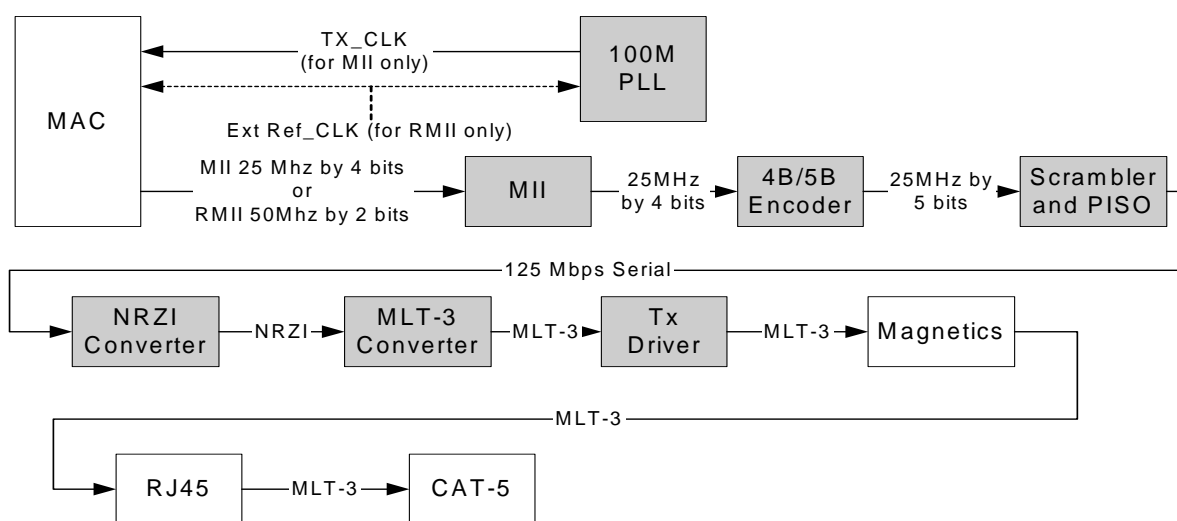 TX_CLK
(for MII only)
100M
PLL
MAC
Ext Ref_CLK (for RMII only)
MII 25 Mhz by 4 bits
or
RMII 50Mhz by 2 bits
MII
25MHz
by 4 bits
4B/5B
Encoder
25MHz by
5 bits
Scrambler
and PISO
125 Mbps Serial
NRZI
Converter
NRZI
MLT-3
Converter
MLT-3
Tx
Driver
MLT-3
Magnetics
MLT-3
RJ45
MLT-3
CAT-5